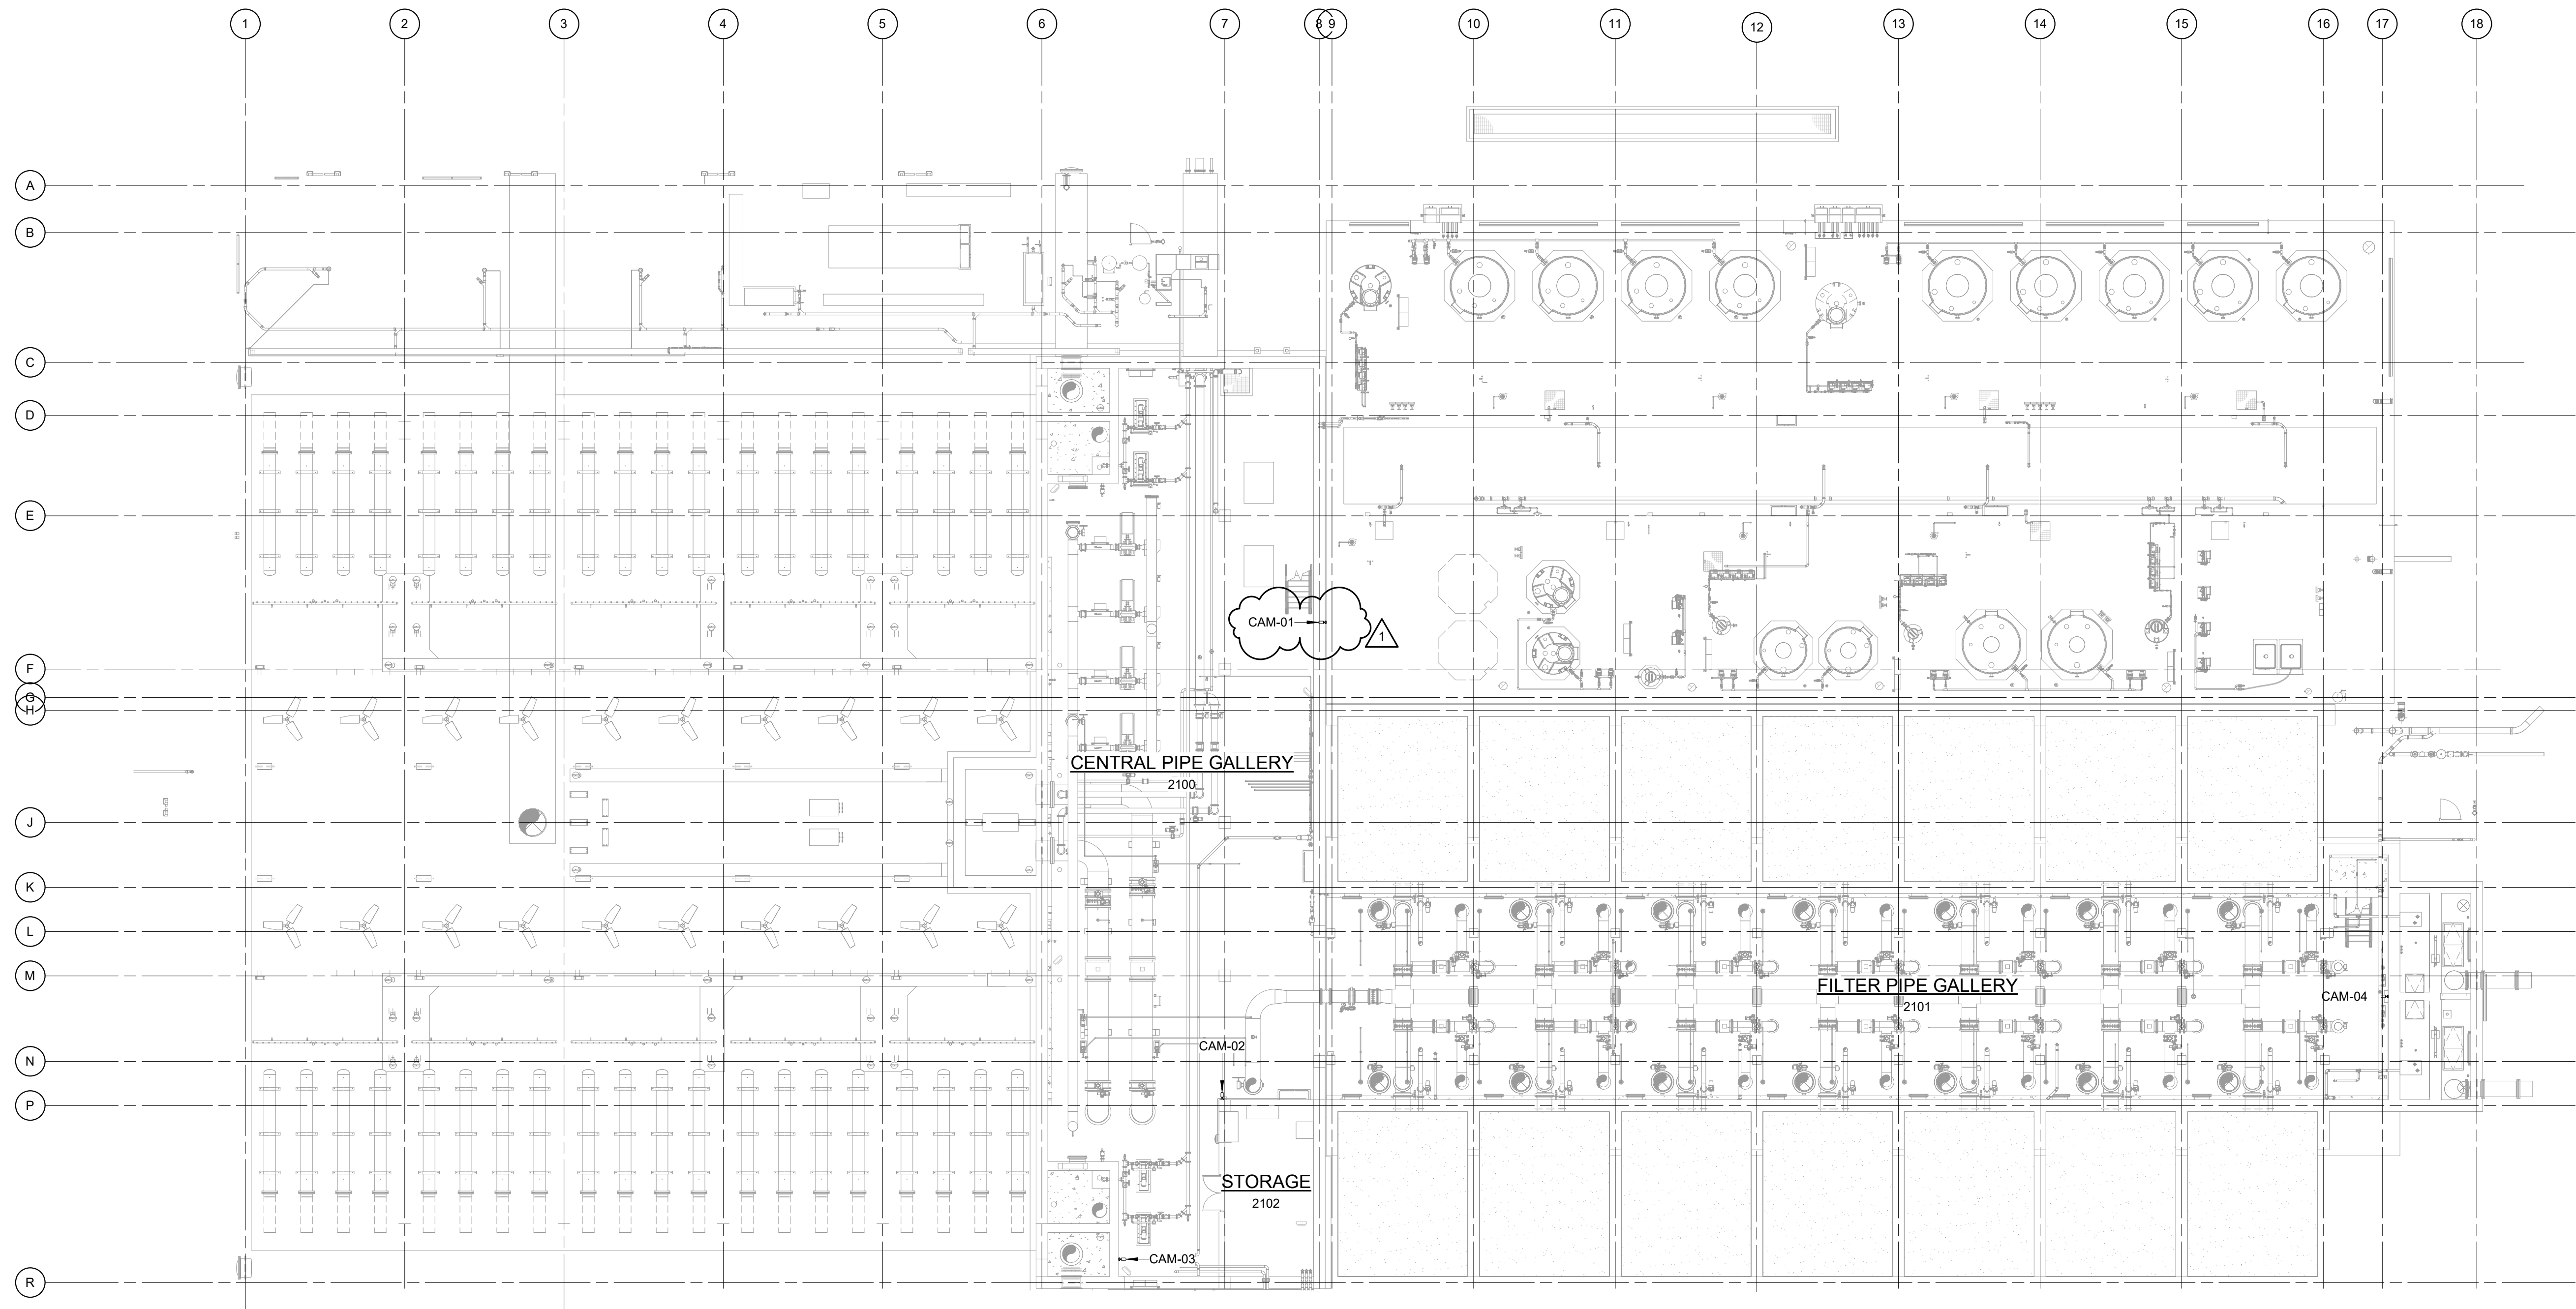 1 2 3 4 5 6 7 8 9 10 11 12 13 14 15 16 17 18
A
B
C
D
E
CAM-01
1
F
G
H
CENTRAL PIPE GALLERY
2100
J
K
L
M
FILTER PIPE GALLERY
2101
CAM-04
N
CAM-02
P
STORAGE
2102
CAM-03
R